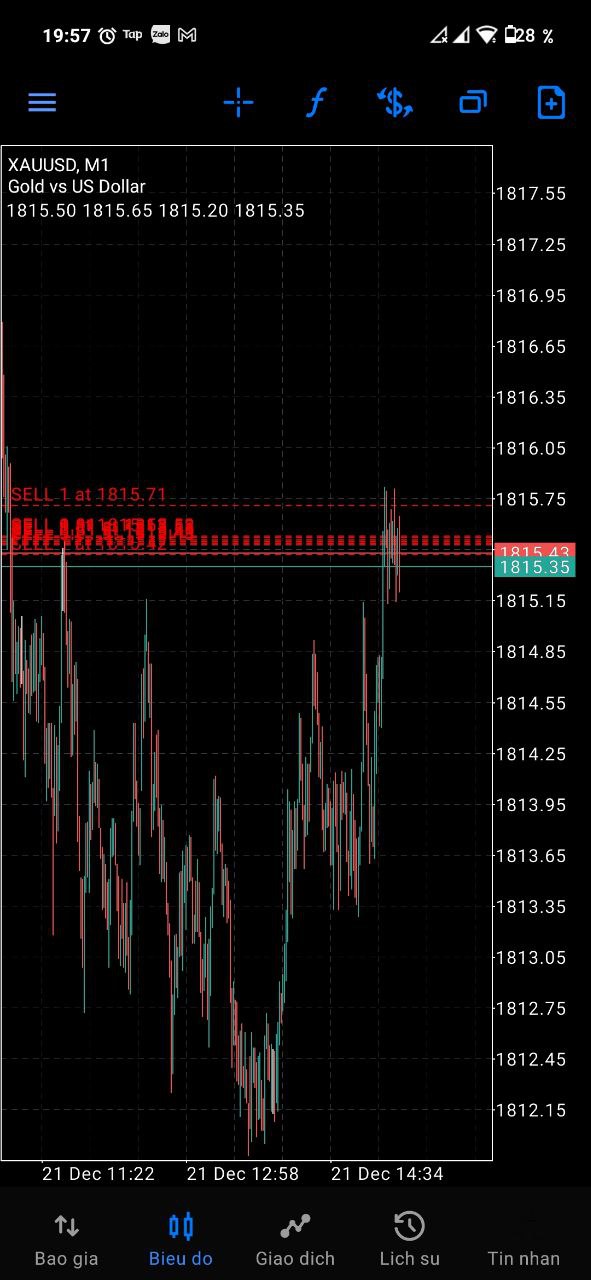 19:57 Tap Zalo 28 %
XAUUSD, M1
Gold vs US Dollar
1815.50 1815.65 1815.20 1815.35
1817.55
1817.25
1816.95
1816.65
1816.35
1816.05
SELL 1 at 1815.71
1815.75
1815.43
1815.35
1815.15
1814.85
1814.55
1814.25
1813.95
1813.65
1813.35
1813.05
1812.75
1812.45
1812.15
21 Dec 11:22 21 Dec 12:58 21 Dec 14:34
Bao gia Bieu do Giao dich Lich su Tin nhan